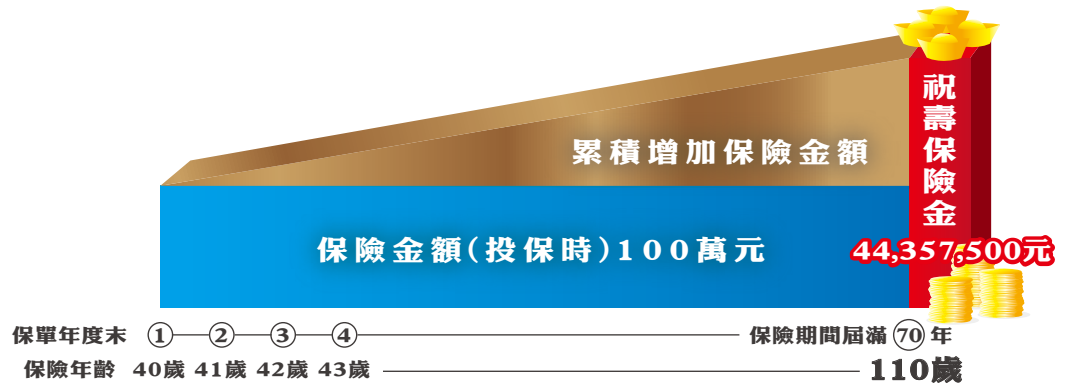 祝壽保險金
累積增加保險金額
保險金額(投保時)100萬元
44,357,500元
保單年度末 ① ② ③ ④ 保險期間屆滿 70 年
保險年齡 40歲 41歲 42歲 43歲 110歲